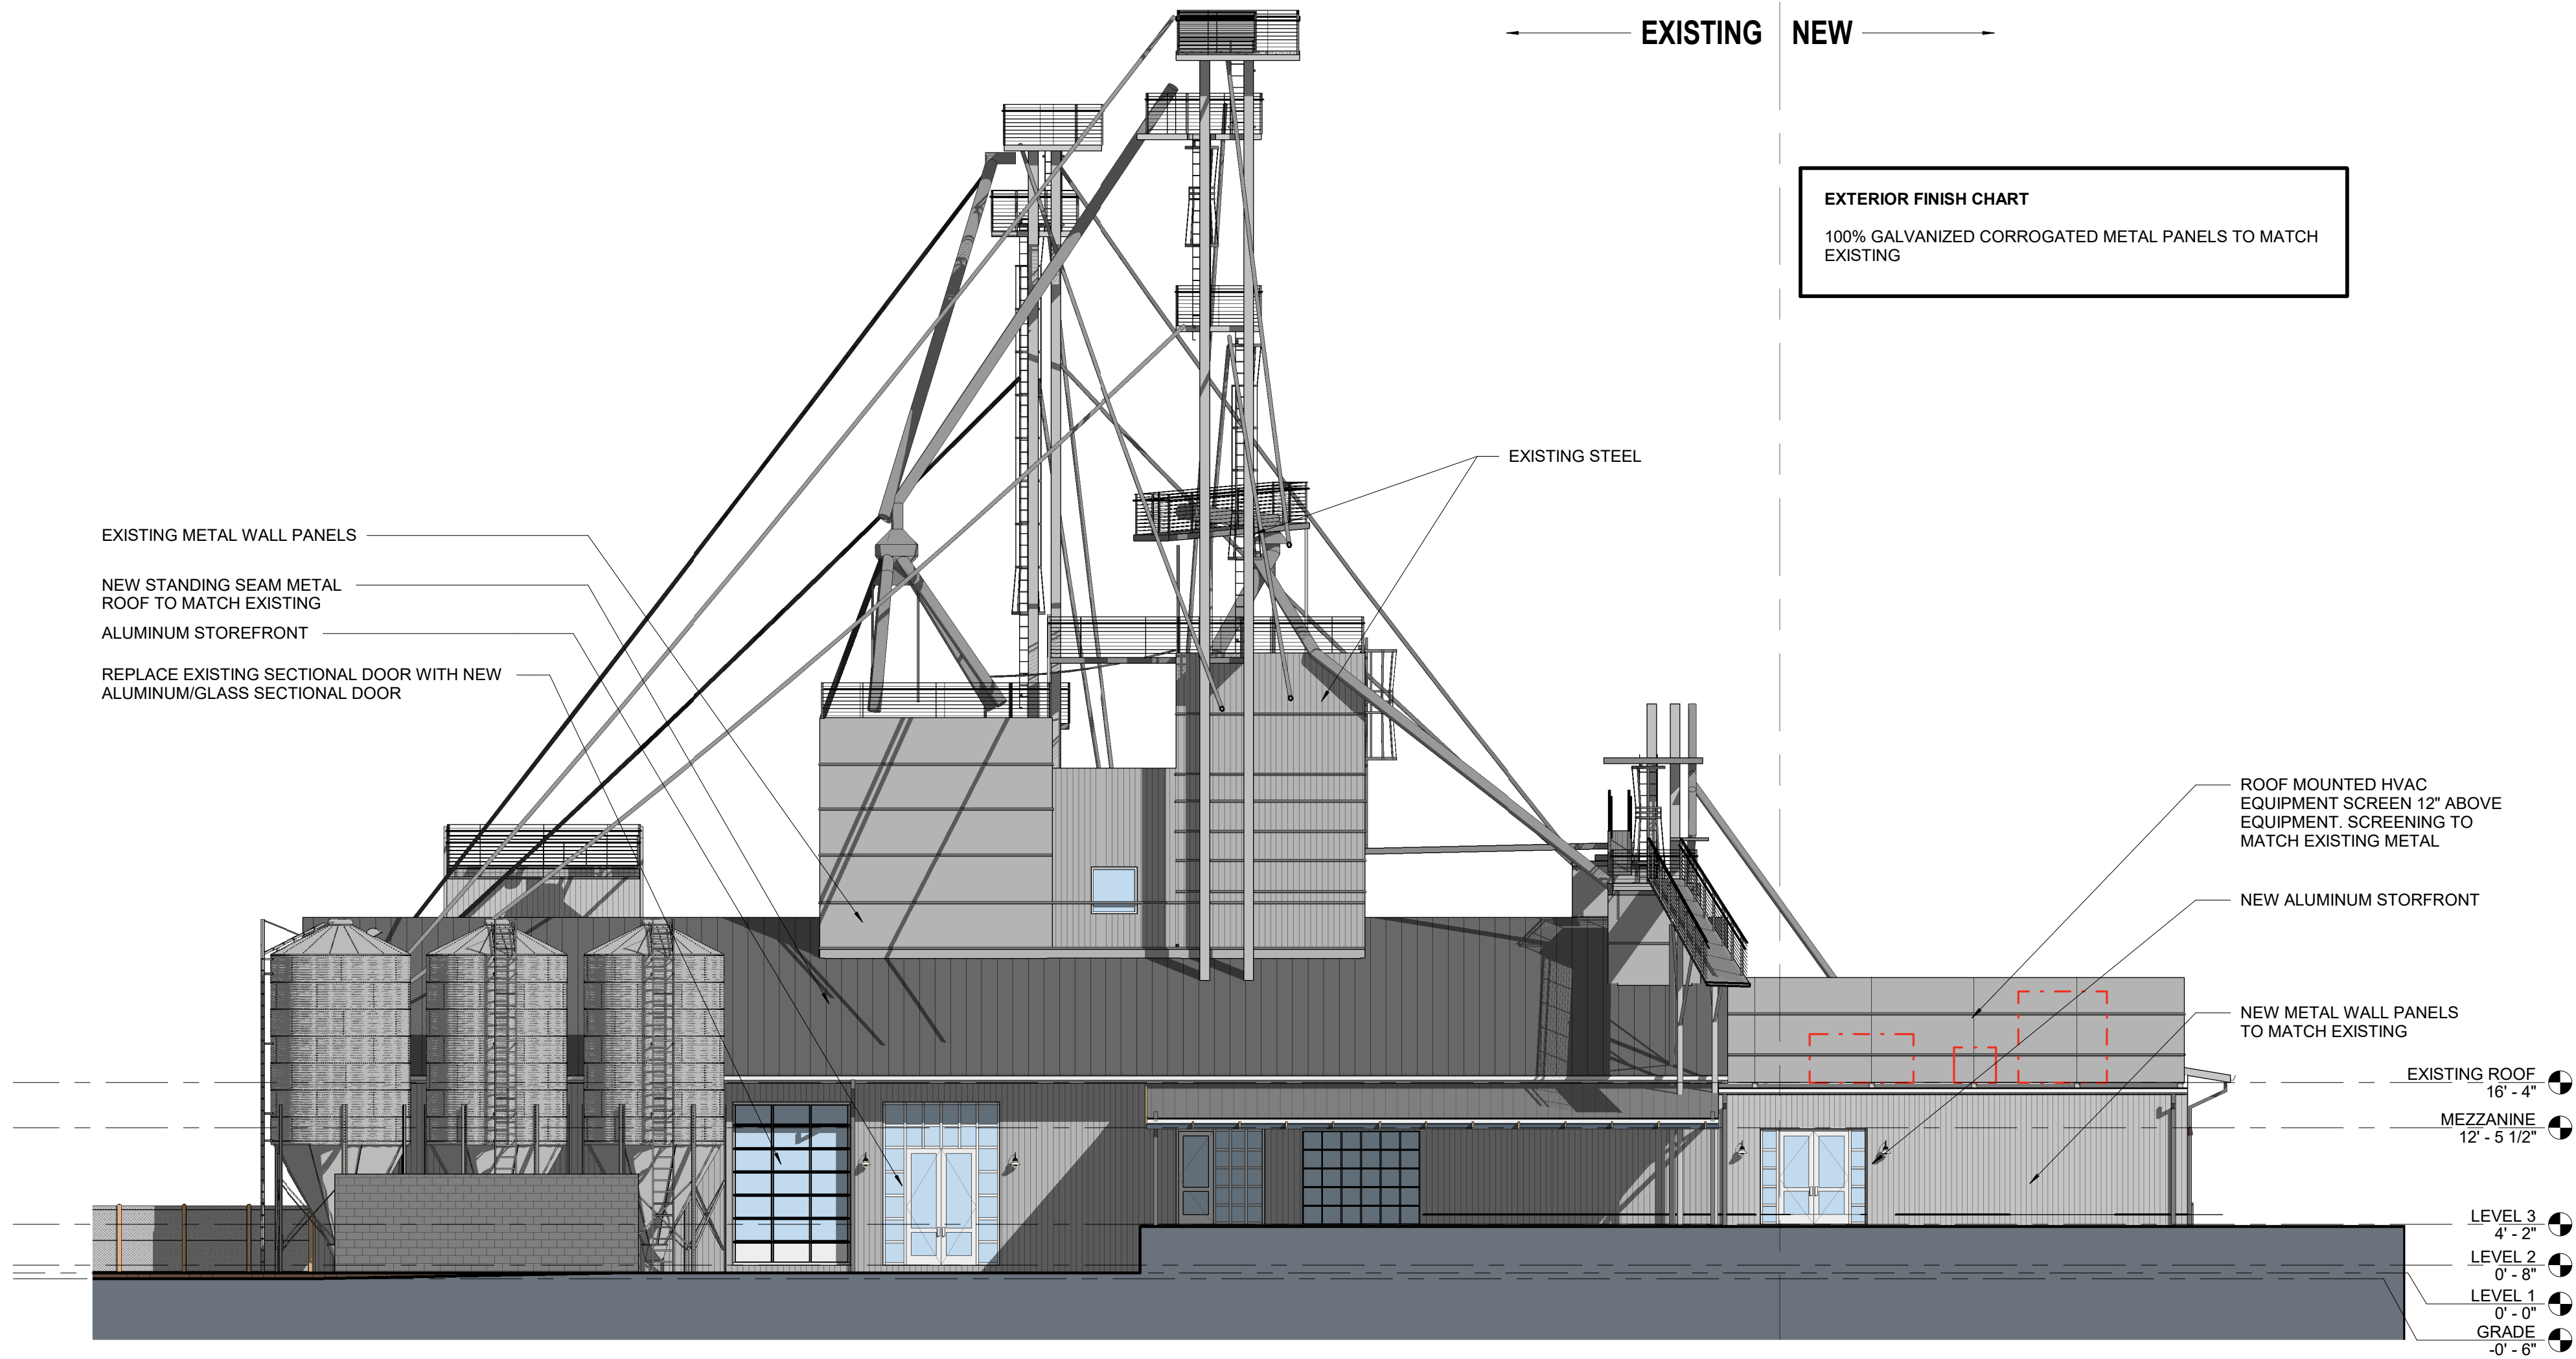 EXISTING NEW
EXTERIOR FINISH CHART
100% GALVANIZED CORROGATED METAL PANELS TO MATCH
EXISTING
EXISTING STEEL
EXISTING METAL WALL PANELS
NEW STANDING SEAM METAL
ROOF TO MATCH EXISTING
ALUMINUM STOREFRONT
REPLACE EXISTING SECTIONAL DOOR WITH NEW
ALUMINUM/GLASS SECTIONAL DOOR
ROOF MOUNTED HVAC
EQUIPMENT SCREEN 12" ABOVE
EQUIPMENT. SCREENING TO
MATCH EXISTING METAL
NEW ALUMINUM STORFRONT
NEW METAL WALL PANELS
TO MATCH EXISTING
EXISTING ROOF
16' - 4"
MEZZANINE
12' - 5 1/2"
LEVEL 3
4' - 2"
LEVEL 2
0' - 8"
LEVEL 1
0' - 0"
GRADE
-0' - 6"